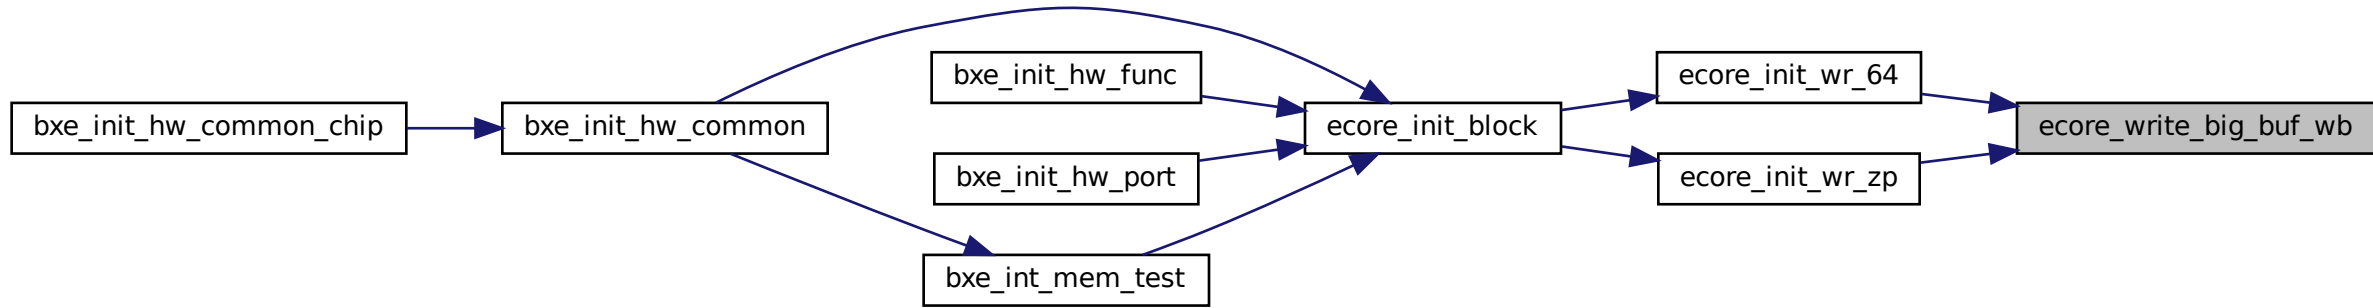 bxe_init_hw_common_chip
bxe_init_hw_common
bxe_init_hw_func
bxe_init_hw_port
bxe_int_mem_test
ecore_init_block
ecore_init_wr_64
ecore_init_wr_zp
ecore_write_big_buf_wb